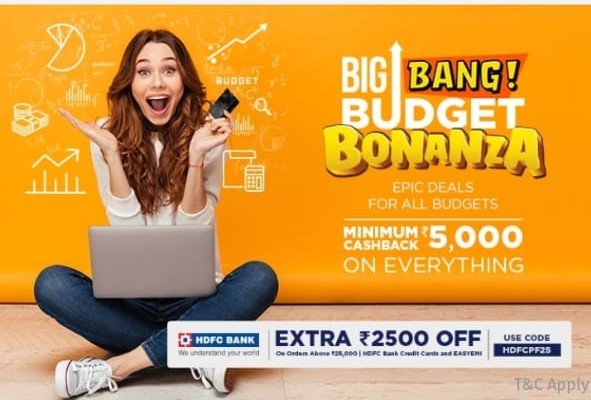 BUDGET
BUDGET
BIG BANG!
BUDGET
BONANZA
EPIC DEALS
FOR ALL BUDGETS
MINIMUM CASHBACK ₹5,000
ON EVERYTHING
HDFC BANK
We understand your world
EXTRA ₹2500 OFF
On Orders Above ₹25,000 | HDFC Bank Credit Cards and EASYEMI
USE CODE
HDFCPF25
T&C Apply